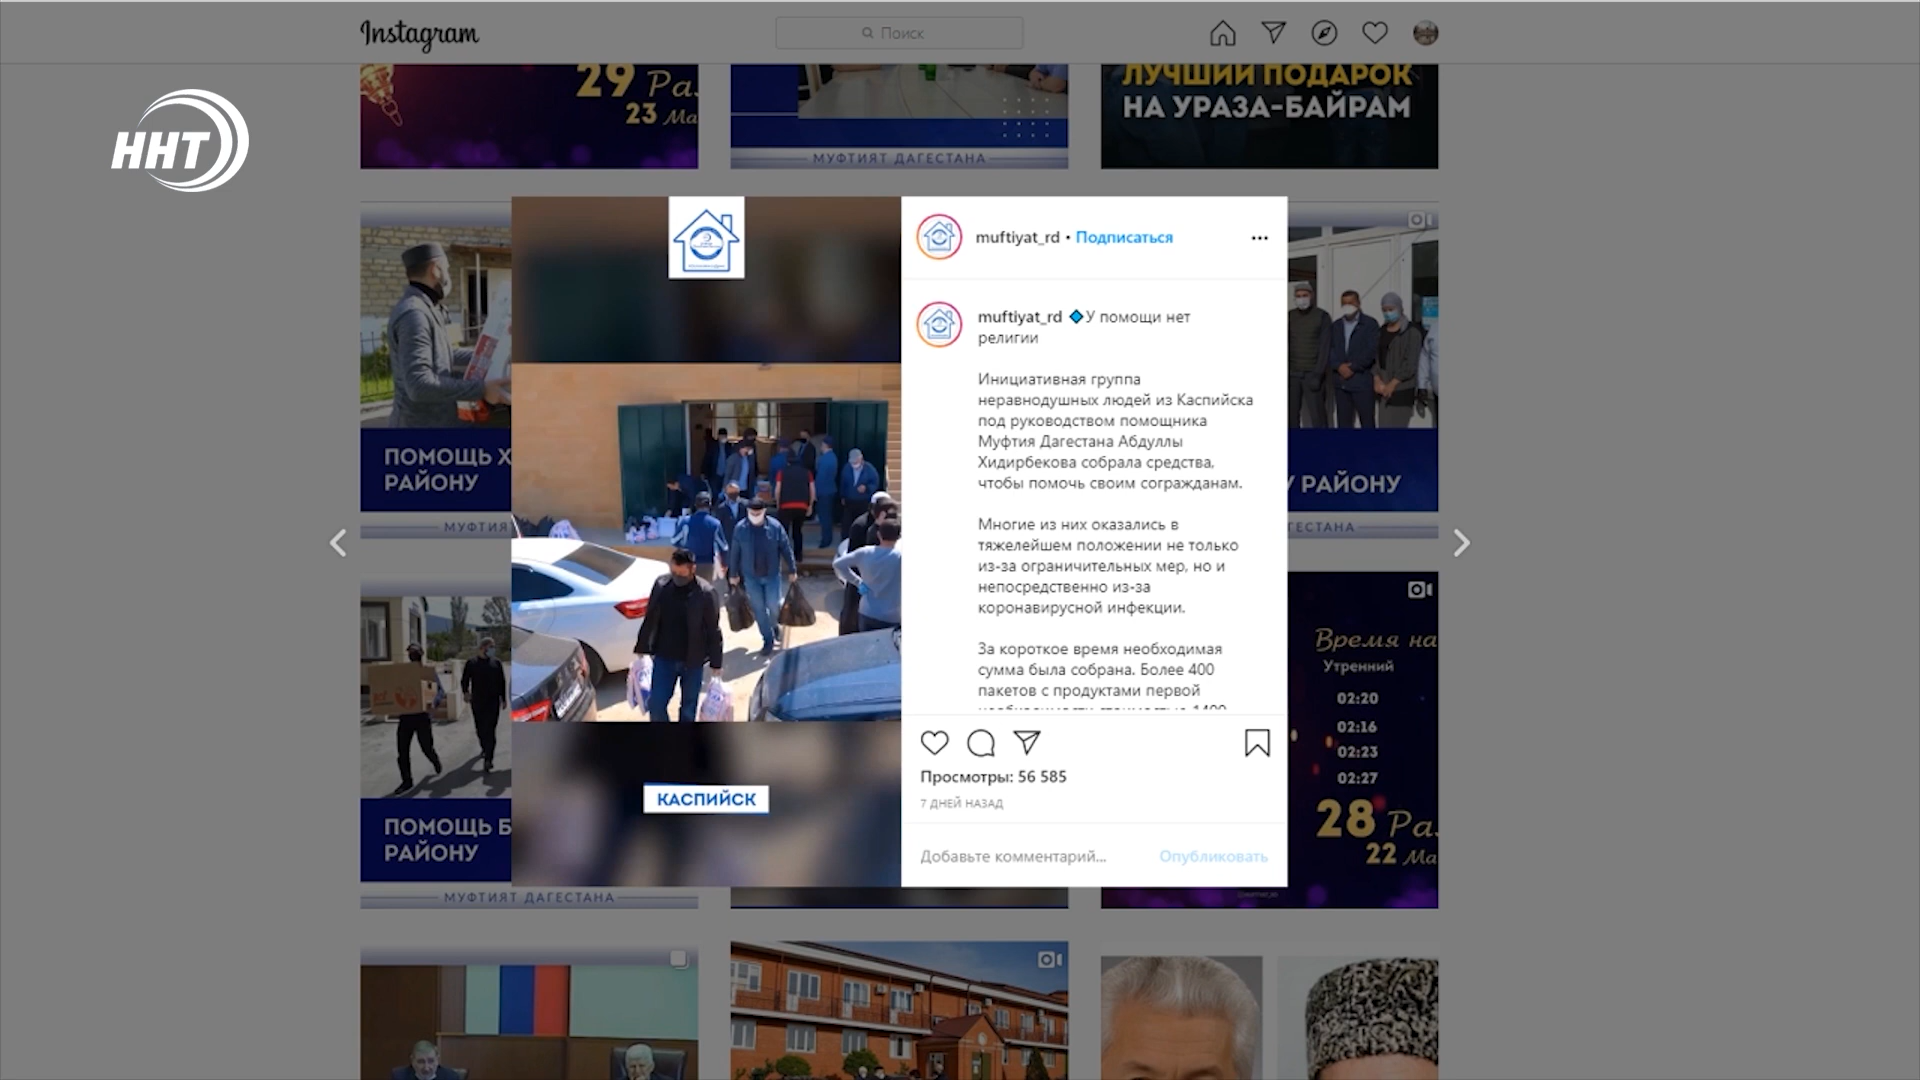 Instagram
Поиск
ННТ
29 Ра
23 Ма
МУФТИЯТ ДАГЕСТАНА
ЛУЧШИЙ ПОДАРОК
НА УРАЗА-БАЙРАМ
ПОМОЩЬ Х
РАЙОНУ
МУФТИЯ
muftiyat_rd • Подписаться
muftiyat_rd У помощи нет
религии
Инициативная группа
неравнодушных людей из Каспийска
под руководством помощника
Муфтия Дагестана Абдуллы
Хидирбекова собрала средства,
чтобы помочь своим согражданам.
Многие из них оказались в
тяжелейшем положении не только
из-за ограничительных мер, но и
непосредственно из-за
коронавирусной инфекции.
За короткое время необходимая
сумма была собрана. Более 400
пакетов с продуктами первой
Просмотры: 56 585
7 ДНЕЙ НАЗАД
Добавьте комментарий... Опубликовать
КАСПИЙСК
У РАЙОНУ
ГЕСТАНА
ПОМОЩЬ Б
РАЙОНУ
МУФТИЯТ ДАГЕСТАНА
Время на
Утренний
02:20
02:16
02:23
02:27
28 Ра
22 Ма